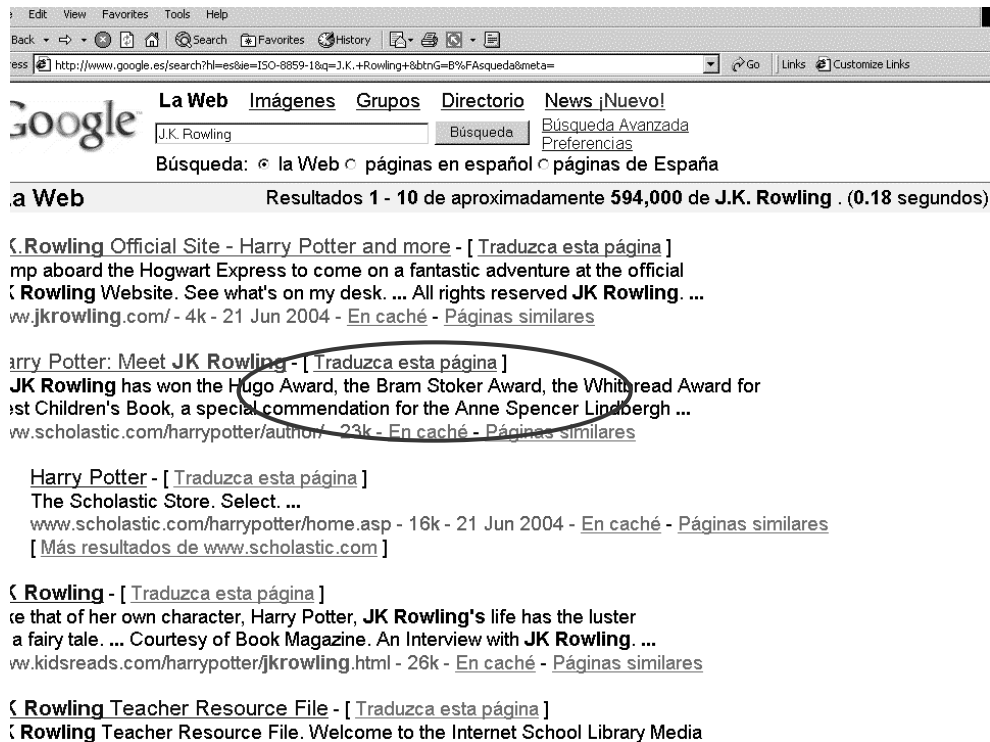 Edit View Favorites Tools Help
Back Search Favorites History
ess http://www.google.es/search?hl=es&ie=ISO-8859-1&q=J.K.+Rowling+&btnG=B%FAsqueda&meta= Go Links Customize Links
Google
La Web Imágenes Grupos Directorio News ¡Nuevo!
J.K. Rowling Búsqueda Búsqueda Avanzada
Preferencias
Búsqueda: la Web páginas en español páginas de España
a Web Resultados 1 - 10 de aproximadamente 594,000 de J.K. Rowling . (0.18 segundos)
K.Rowling Official Site - Harry Potter and more - [ Traduzca esta página ]
mp aboard the Hogwart Express to come on a fantastic adventure at the official
K Rowling Website. See what's on my desk. ... All rights reserved JK Rowling. ...
ww.jkrowling.com/ - 4k - 21 Jun 2004 - En caché - Páginas similares
arry Potter: Meet JK Rowling - [ Traduzca esta página ]
JK Rowling has won the Hugo Award, the Bram Stoker Award, the Whitbread Award for
est Children's Book, a special commendation for the Anne Spencer Lindbergh ...
ww.scholastic.com/harrypotter/author/ - 23k - En caché - Páginas similares
Harry Potter - [ Traduzca esta página ]
The Scholastic Store. Select. ...
www.scholastic.com/harrypotter/home.asp - 16k - 21 Jun 2004 - En caché - Páginas similares
[ Más resultados de www.scholastic.com ]
K Rowling - [ Traduzca esta página ]
ke that of her own character, Harry Potter, JK Rowling's life has the luster
a fairy tale. ... Courtesy of Book Magazine. An Interview with JK Rowling. ...
ww.kidsreads.com/harrypotter/jkrowling.html - 26k - En caché - Páginas similares
K Rowling Teacher Resource File - [ Traduzca esta página ]
K Rowling Teacher Resource File. Welcome to the Internet School Library Media